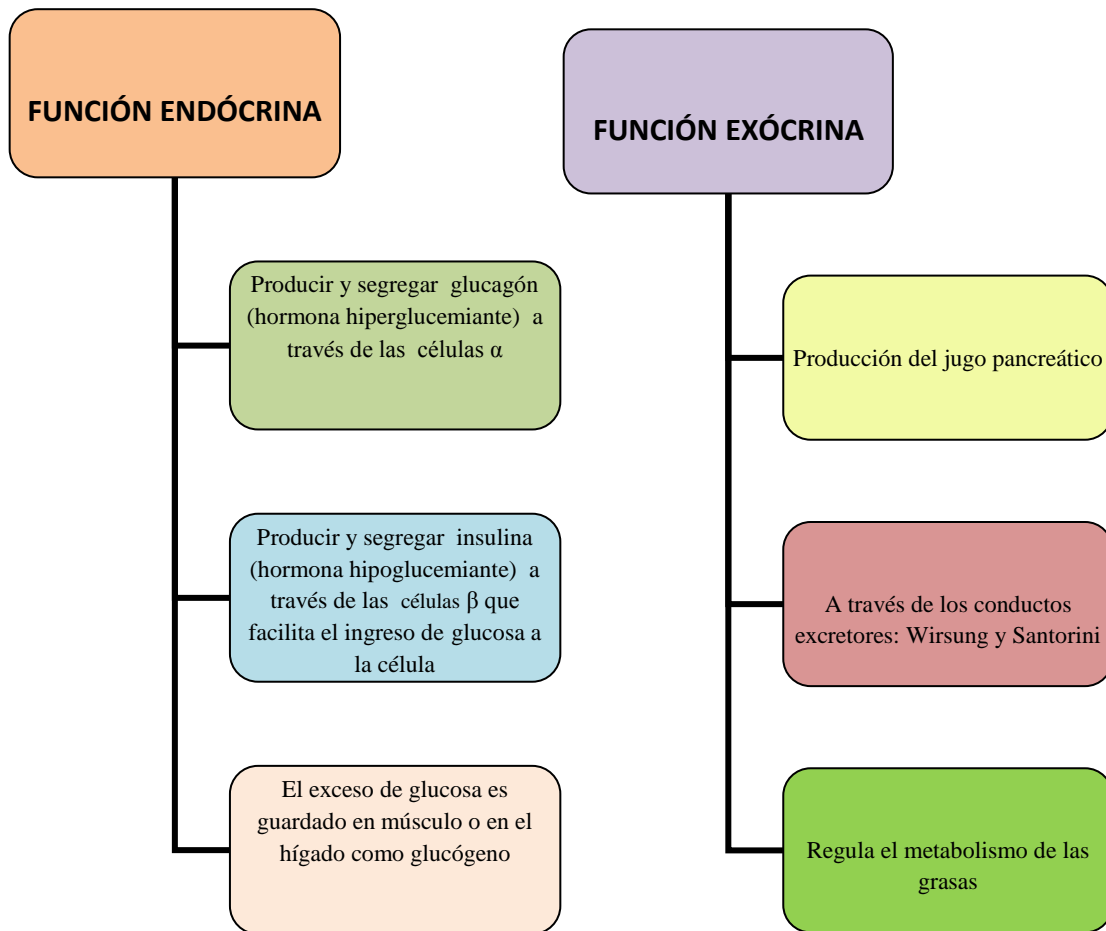 FUNCIÓN ENDÓCRINA
Producir y segregar glucagón
(hormona hiperglucemiante) a
través de las células α
Producir y segregar insulina
(hormona hipoglucemiante) a
través de las células β que
facilita el ingreso de glucosa a
la célula
El exceso de glucosa es
guardado en músculo o en el
hígado como glucógeno
FUNCIÓN EXÓCRINA
Producción del jugo pancreático
A través de los conductos
excretores: Wirsung y Santorini
Regula el metabolismo de las
grasas